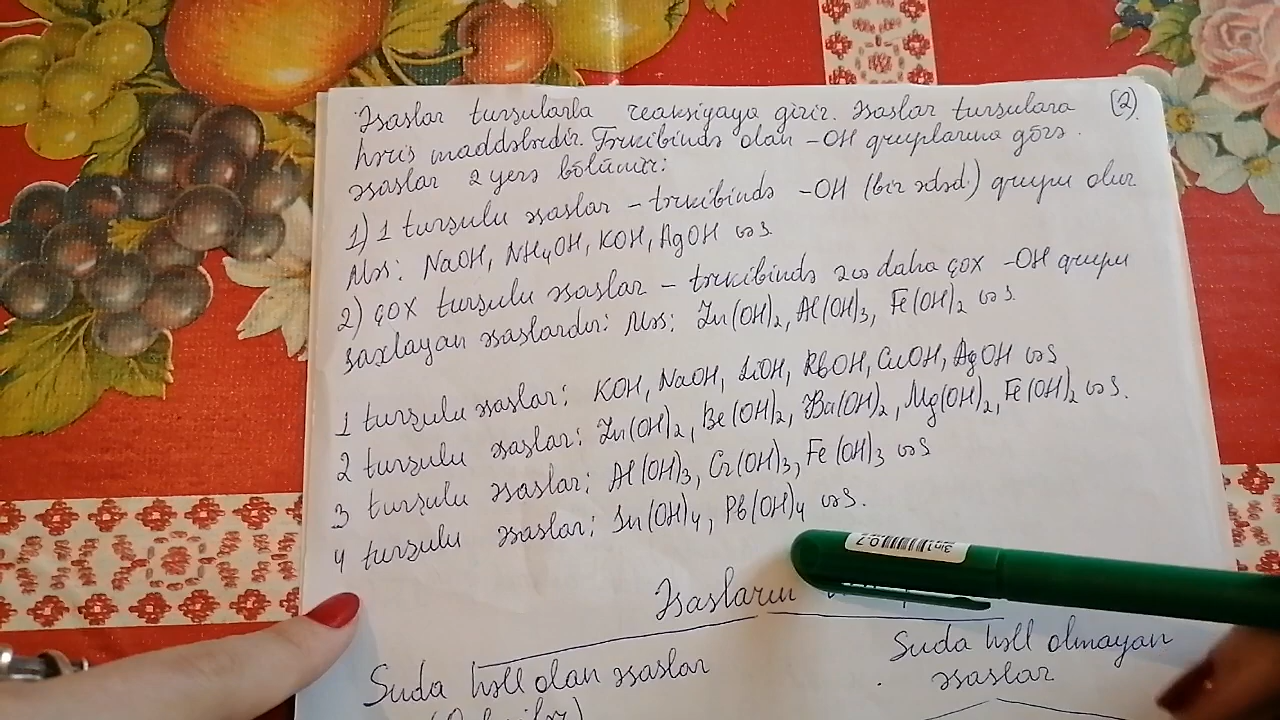 Əsaslar turşularla reaksiyaya girir. Əsaslar turşulara (2)
həris maddələrdir. Tərkibində olan -OH qruplarına görə
əsaslar 2 yerə bölünür:
1) 1 turşulu əsaslar - tərkibində -OH (bir ədəd) qrupu olur
Məs: NaOH, NH₄OH, KOH, AgOH və s
2) çox turşulu əsaslar - tərkibində 2 və daha çox -OH qrupu
saxlayan əsaslardır: Məs: Zn(OH)₂, Al(OH)₃, Fe(OH)₂ və s.
1 turşulu əsaslar: KOH, NaOH, LiOH, RbOH, CuOH, AgOH və s
2 turşulu əsaslar: Zn(OH)₂, Be(OH)₂, Ba(OH)₂, Mg(OH)₂, Fe(OH)₂ və s.
3 turşulu əsaslar: Al(OH)₃, Cr(OH)₃, Fe(OH)₃ və s
4 turşulu əsaslar: Sn(OH)₄, Pb(OH)₄ və s.
Əsasların
Suda həll olan əsaslar
Suda həll olmayan
əsaslar